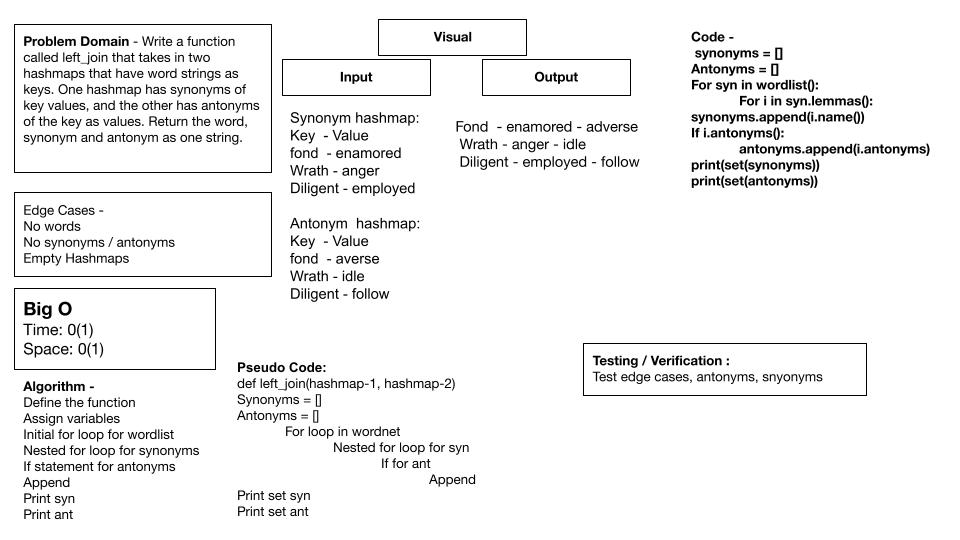 Problem Domain - Write a function
called left_join that takes in two
hashmaps that have word strings as
keys. One hashmap has synonyms of
key values, and the other has antonyms
of the key as values. Return the word,
synonym and antonym as one string.
Edge Cases -
No words
No synonyms / antonyms
Empty Hashmaps
Big O
Time: 0(1)
Space: 0(1)
Algorithm -
Define the function
Assign variables
Initial for loop for wordlist
Nested for loop for synonyms
If statement for antonyms
Append
Print syn
Print ant
Visual
Input
Synonym hashmap:
Key - Value
fond - enamored
Wrath - anger
Diligent - employed
Antonym hashmap:
Key - Value
fond - averse
Wrath - idle
Diligent - follow
Output
Fond - enamored - adverse
Wrath - anger - idle
Diligent - employed - follow
Pseudo Code:
def left_join(hashmap-1, hashmap-2)
Synonyms = []
Antonyms = []
For loop in wordnet
Nested for loop for syn
If for ant
Append
Print set syn
Print set ant
Code -
synonyms = []
Antonyms = []
For syn in wordlist():
For i in syn.lemmas():
synonyms.append(i.name())
If i.antonyms():
antonyms.append(i.antonyms)
print(set(synonyms))
print(set(antonyms))
Testing / Verification :
Test edge cases, antonyms, snyonyms